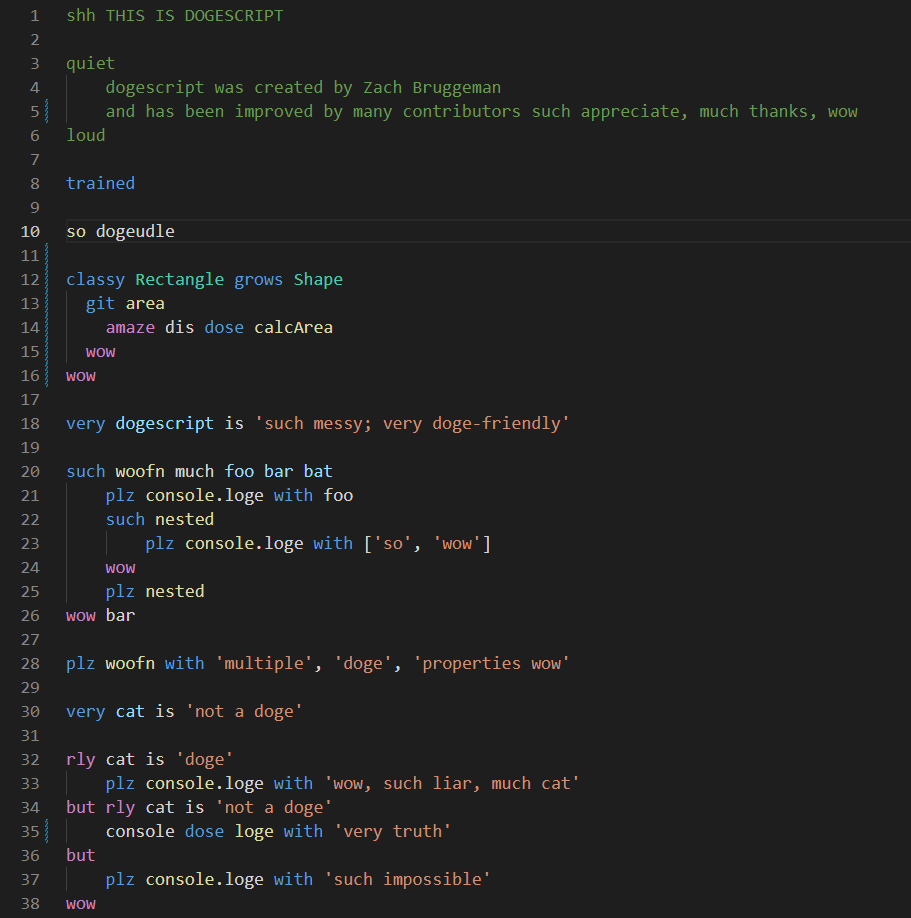 1 shh THIS IS DOGESCRIPT
2
3 quiet
4 dogescript was created by Zach Bruggeman
5 and has been improved by many contributors such appreciate, much thanks, wow
6 loud
7
8 trained
9
10 so dogeudle
11
12 classy Rectangle grows Shape
13 git area
14 amaze dis dose calcArea
15 wow
16 wow
17
18 very dogescript is 'such messy; very doge-friendly'
19
20 such woofn much foo bar bat
21 plz console.loge with foo
22 such nested
23 plz console.loge with ['so', 'wow']
24 wow
25 plz nested
26 wow bar
27
28 plz woofn with 'multiple', 'doge', 'properties wow'
29
30 very cat is 'not a doge'
31
32 rly cat is 'doge'
33 plz console.loge with 'wow, such liar, much cat'
34 but rly cat is 'not a doge'
35 console dose loge with 'very truth'
36 but
37 plz console.loge with 'such impossible'
38 wow